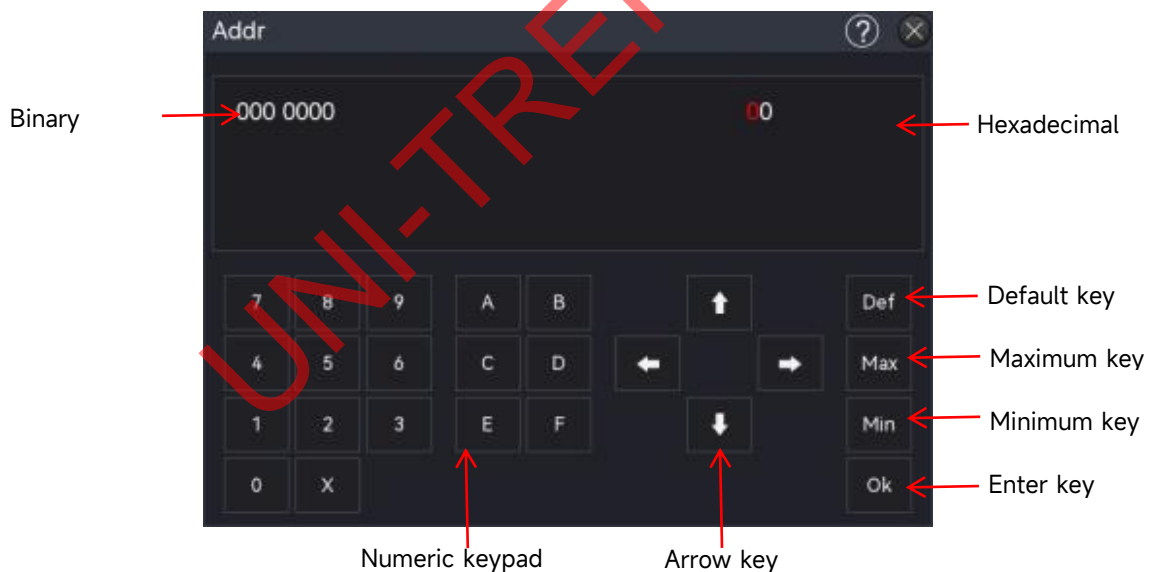 Addr ?
Binary 000 0000 00 Hexadecimal
7 8 9 A B Def Default key
4 5 6 C D Max Maximum key
1 2 3 E F Min Minimum key
0 X Ok Enter key
Numeric keypad Arrow key
UNI-TREN